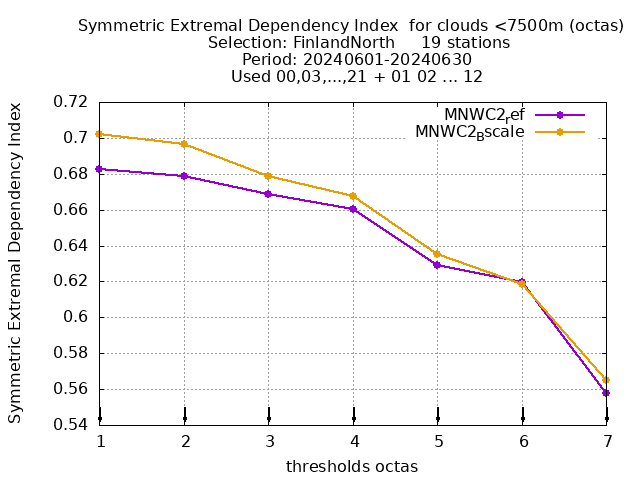 Symmetric Extremal Dependency Index  for clouds <7500m (octas)
Selection: FinlandNorth     19 stations
Period: 20240601-20240630
Used 00,03,...,21 + 01 02 ... 12
MNWC2ref
MNWC2Bscale
Symmetric Extremal Dependency Index
0.72
0.7
0.68
0.66
0.64
0.62
0.6
0.58
0.56
0.54
1 2 3 4 5 6 7
thresholds octas